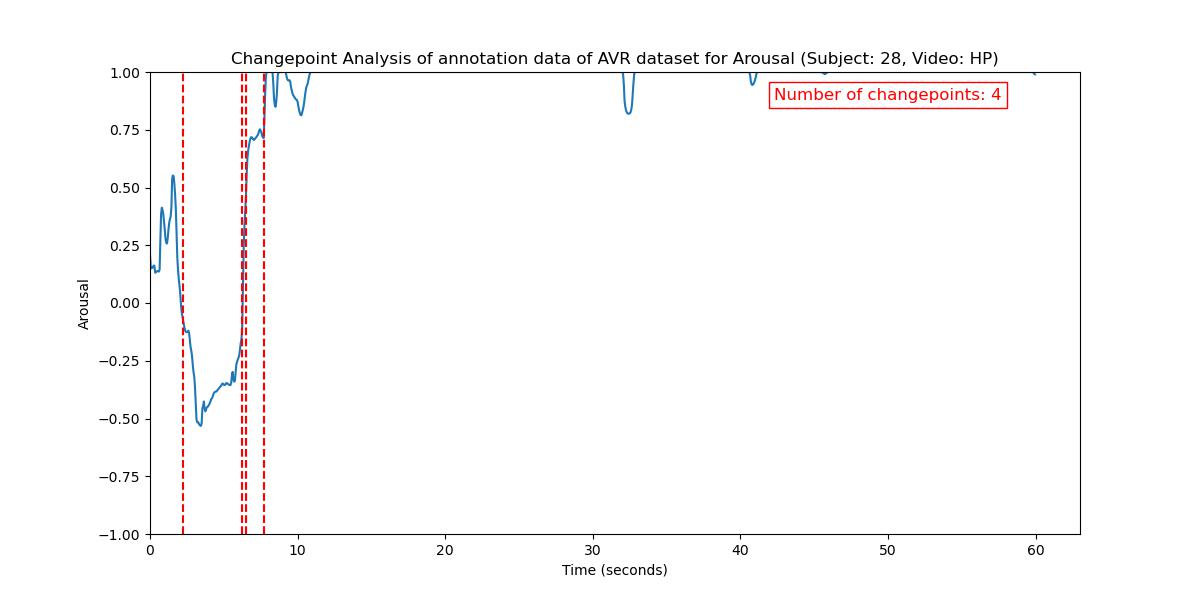 Changepoint Analysis of annotation data of AVR dataset for Arousal (Subject: 28, Video: HP)
Number of changepoints: 4
1.00
0.75
0.50
0.25
0.00
−0.25
−0.50
−0.75
−1.00
Arousal
0 10 20 30 40 50 60
Time (seconds)